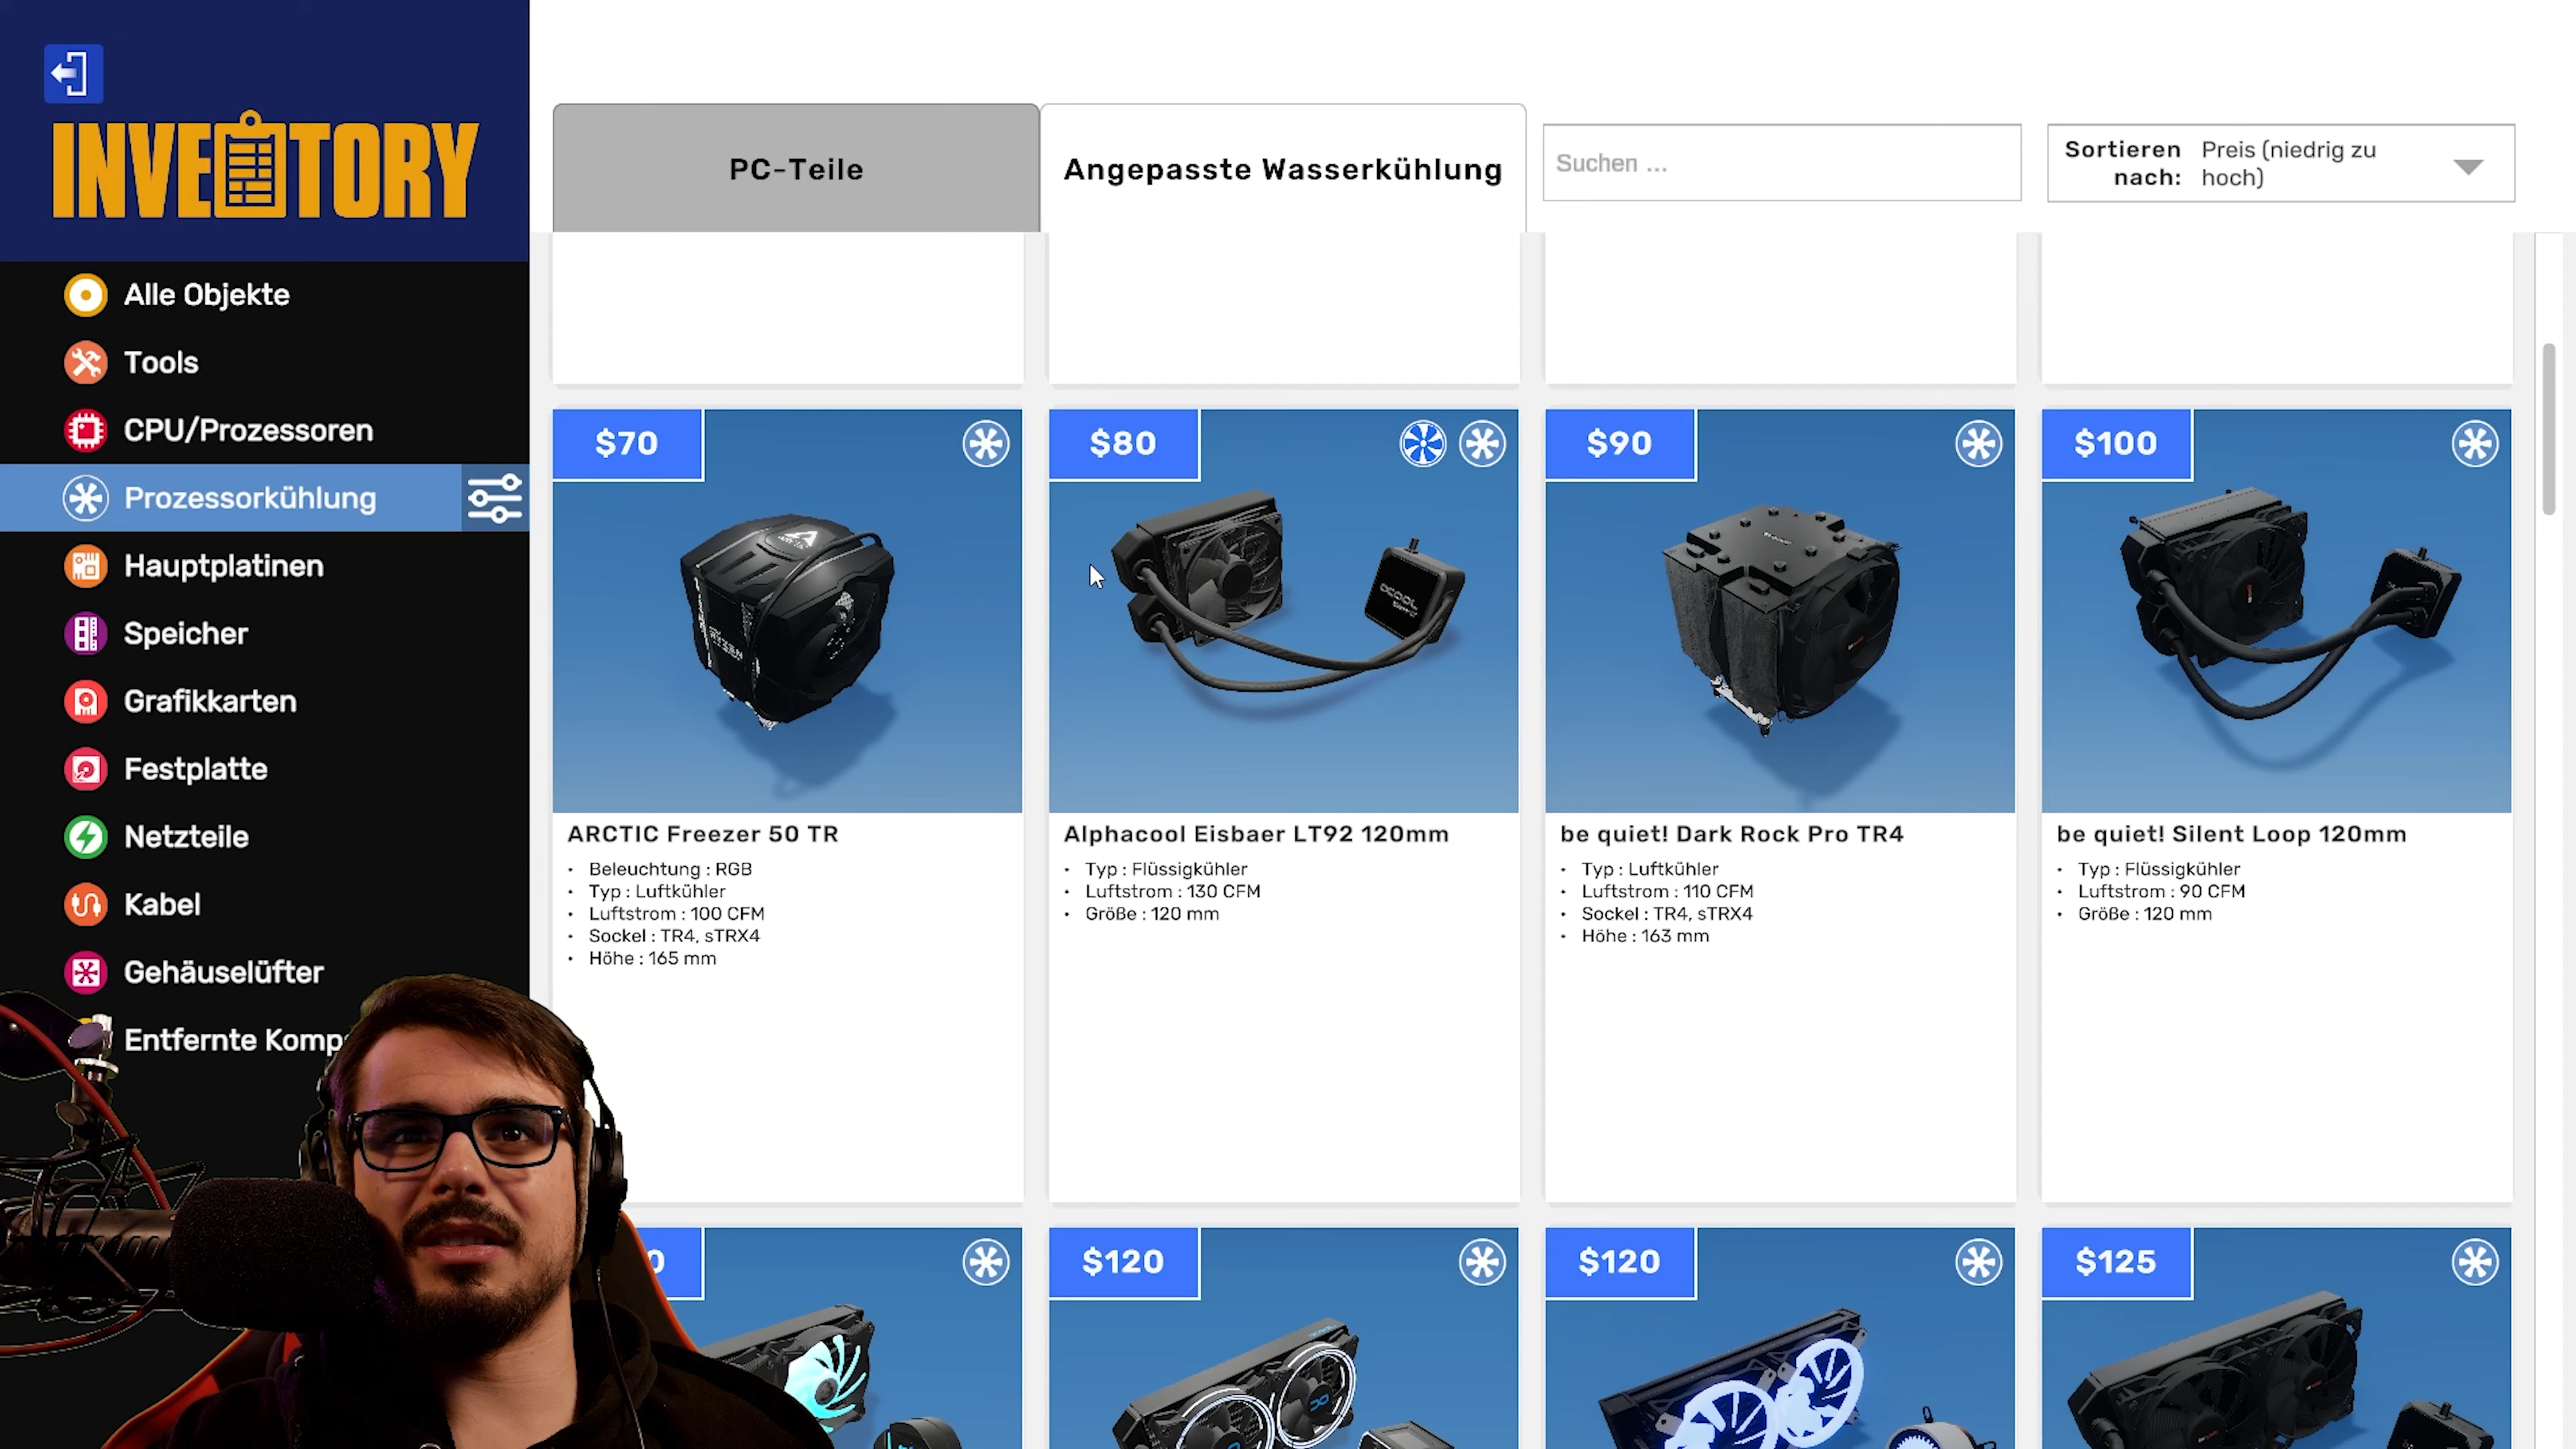 INVENTORY
PC-Teile
Angepasste Wasserkühlung
Suchen ...
Sortieren nach:
Preis (niedrig zu hoch)
Alle Objekte
Tools
CPU/Prozessoren
Prozessorkühlung
Hauptplatinen
Speicher
Grafikkarten
Festplatte
Netzteile
Kabel
Gehäuselüfter
Entfernte Komp
$70
ARCTIC Freezer 50 TR
• Beleuchtung : RGB
• Typ : Luftkühler
• Luftstrom : 100 CFM
• Sockel : TR4, sTRX4
• Höhe : 165 mm
$80
Alphacool Eisbaer LT92 120mm
• Typ : Flüssigkühler
• Luftstrom : 130 CFM
• Größe : 120 mm
$90
be quiet! Dark Rock Pro TR4
• Typ : Luftkühler
• Luftstrom : 110 CFM
• Sockel : TR4, sTRX4
• Höhe : 163 mm
$100
be quiet! Silent Loop 120mm
• Typ : Flüssigkühler
• Luftstrom : 90 CFM
• Größe : 120 mm
0
$120
$120
$125